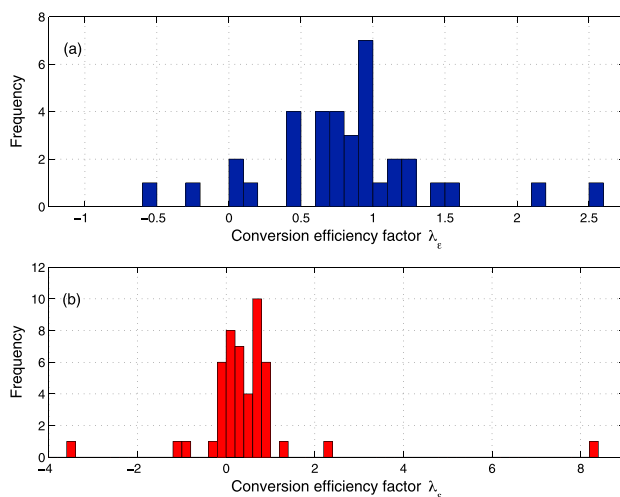 8
6
4
2
0
Frequency
(a)
−1 −0.5 0 0.5 1 1.5 2 2.5
Conversion efficiency factor λε
12
10
8
6
4
2
0
Frequency
(b)
−4 −2 0 2 4 6 8
Conversion efficiency factor λε